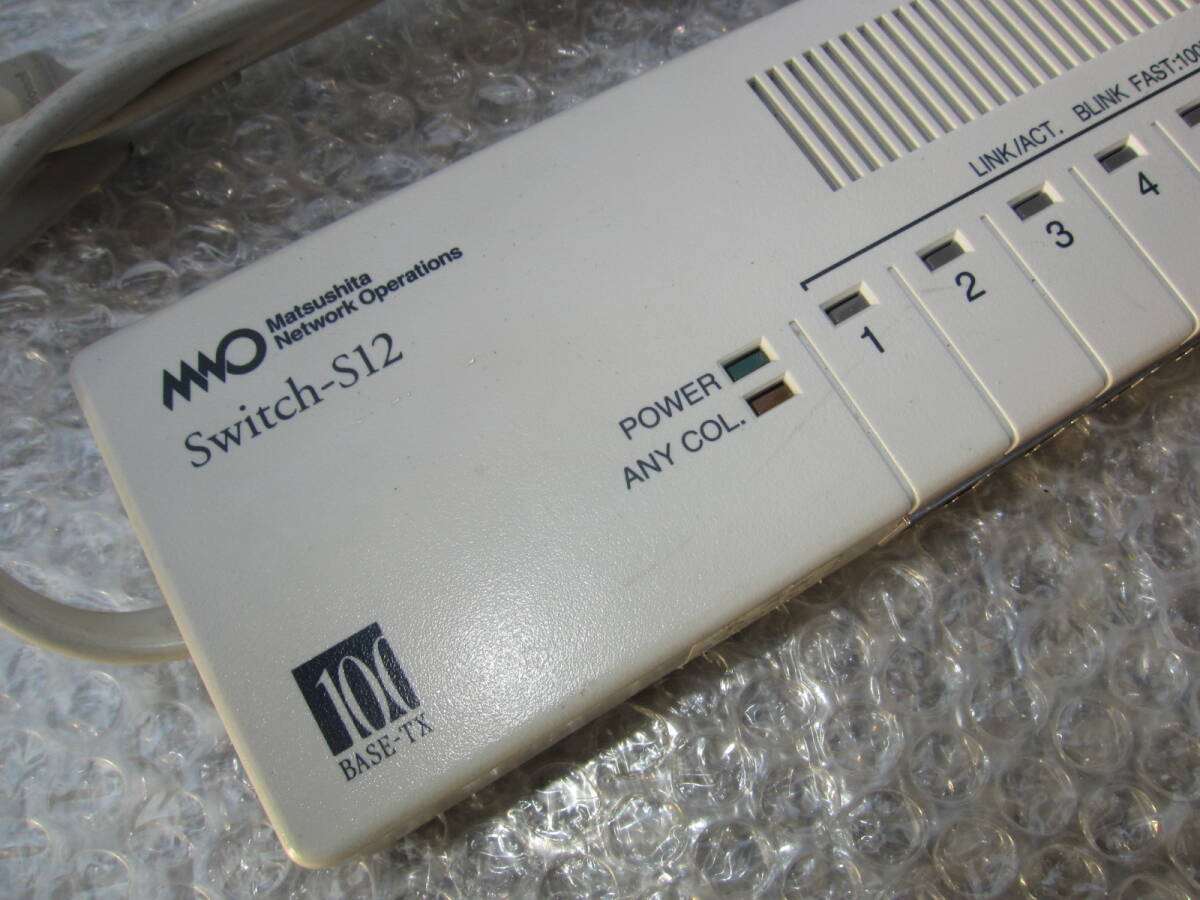 MNO Matsushita
Network Operations
Switch-S12
LINK/ACT. BLINK FAST:100
1
2
3
4
POWER
ANY COL.
100
BASE-TX